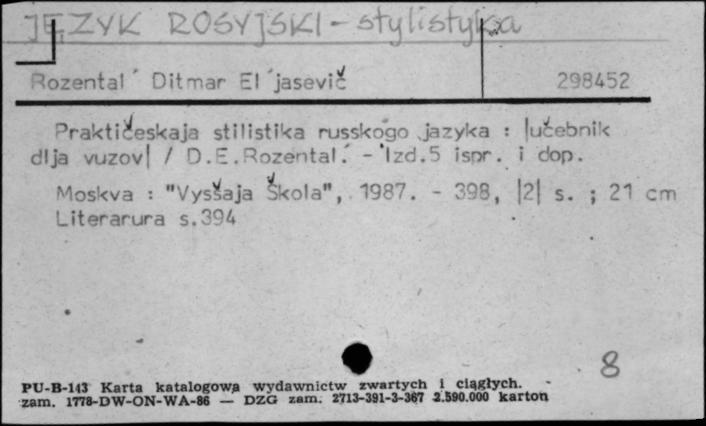 JĘZYK ROSYJSKI - stylistyka
Rozental´ Ditmar El´jasevič 298452
Praktičeskaja stilistika russkogo jazyka : |učebnik
dlja vuzov| / D.E.Rozental´. - Izd.5 ispr. i dop.
Moskva : "Vysšaja Škola", 1987. - 398, |2| s. ; 21 cm
Literarura s.394
8
PU-B-143 Karta katalogowa wydawnictw zwartych i ciągłych.
zam. 1778-DW-ON-WA-86 — DZG zam. 2713-391-3-367 2.590.000 karton